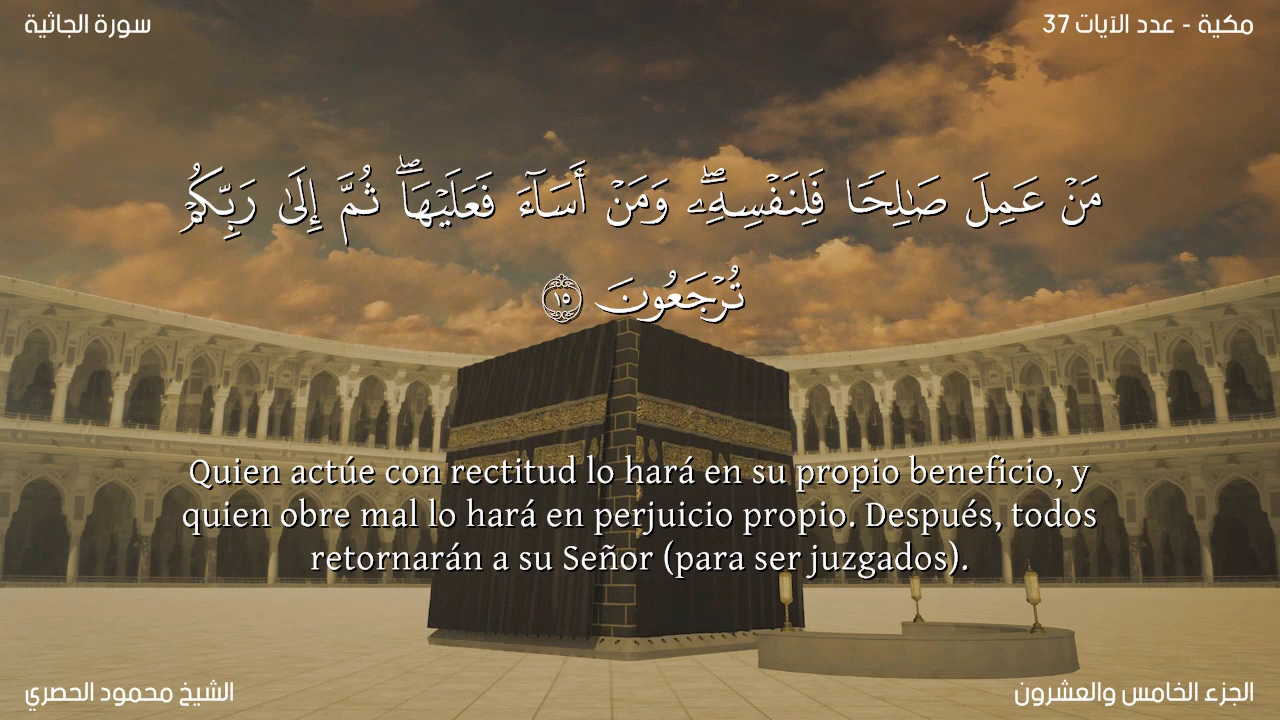 سورة الجاثية
مكية - عدد الآيات 37
مَنۡ عَمِلَ صَٰلِحٗا فَلِنَفۡسِهِۦۖ وَمَنۡ أَسَآءَ فَعَلَيۡهَاۖ ثُمَّ إِلَىٰ رَبِّكُمۡ
تُرۡجَعُونَ ١٥
Quien actúe con rectitud lo hará en su propio beneficio, y
quien obre mal lo hará en perjuicio propio. Después, todos
retornarán a su Señor (para ser juzgados).
الشيخ محمود الحصري
الجزء الخامس والعشرون